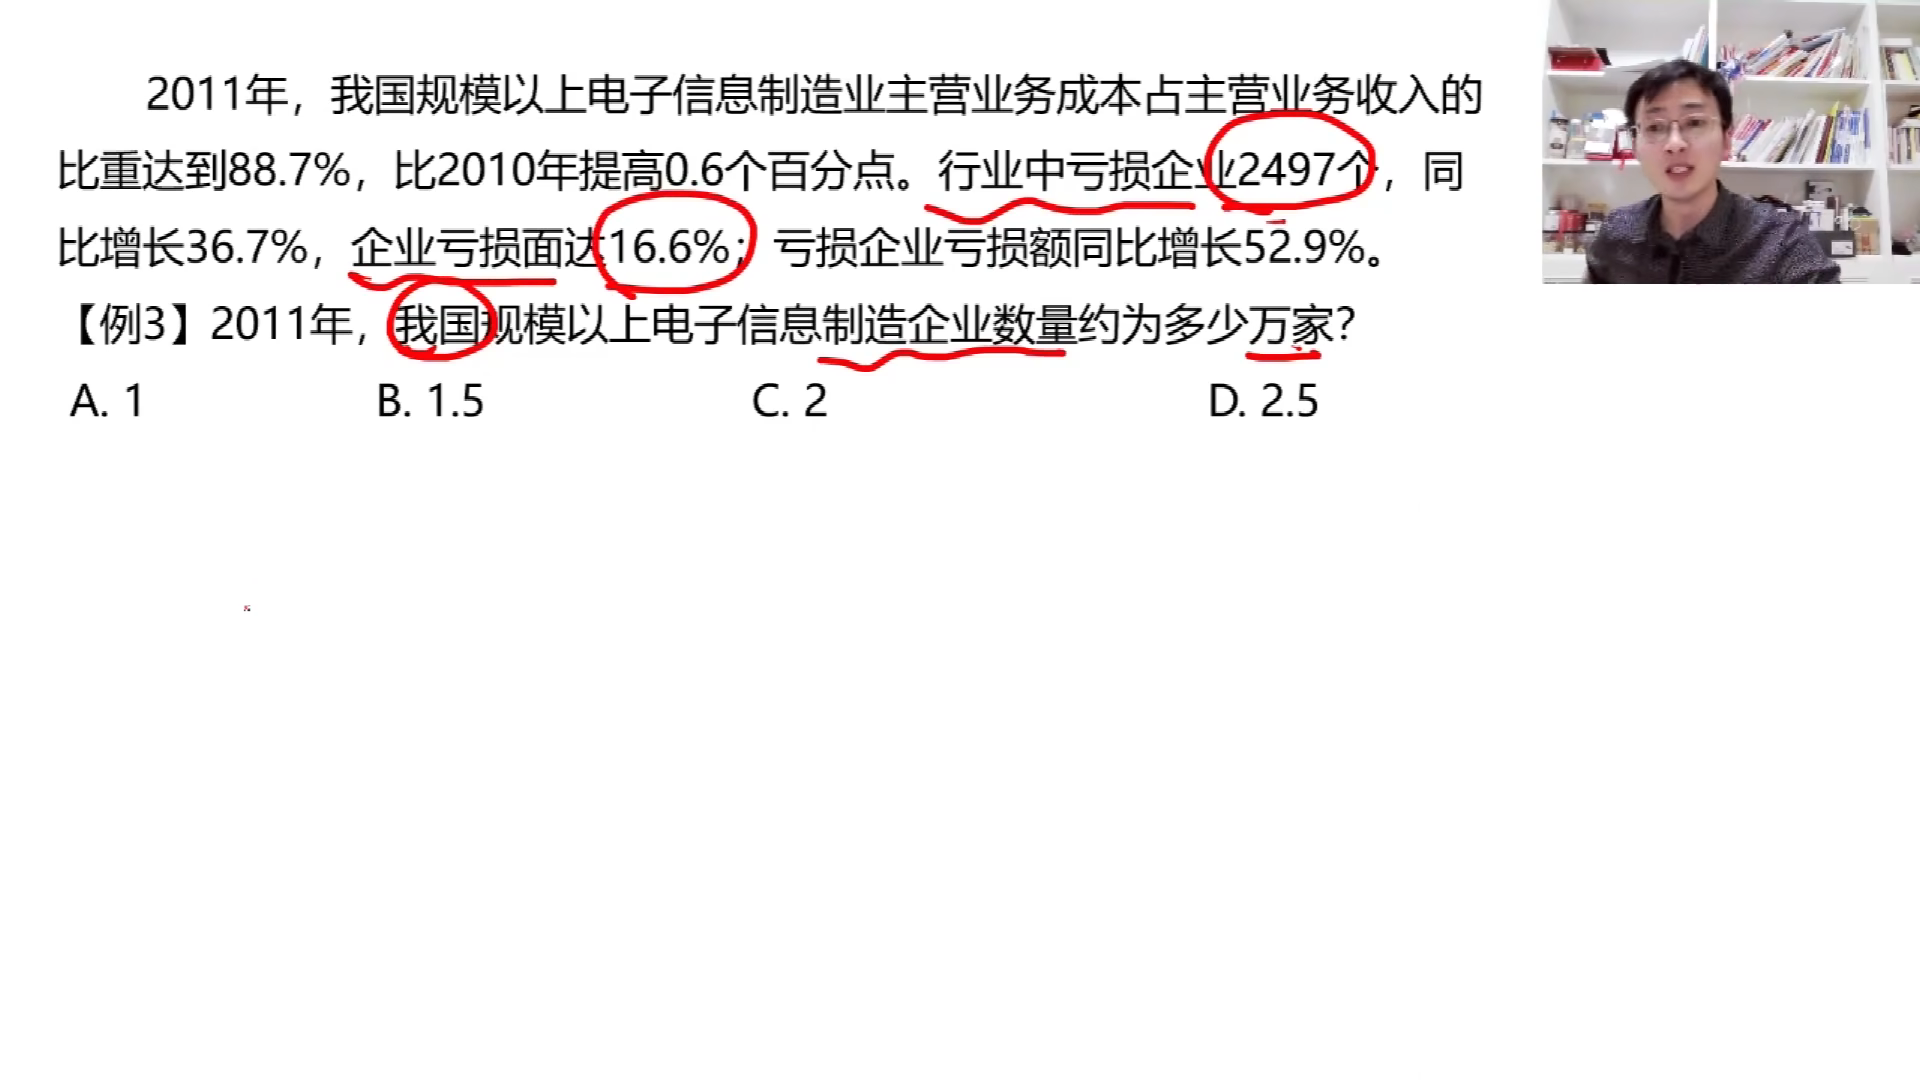 2011年，我国规模以上电子信息制造业主营业务成本占主营业务收入的
比重达到88.7%，比2010年提高0.6个百分点。行业中亏损企业2497个，同
比增长36.7%，企业亏损面达16.6%；亏损企业亏损额同比增长52.9%。
【例3】2011年，我国规模以上电子信息制造企业数量约为多少万家？
A. 1 B. 1.5 C. 2 D. 2.5